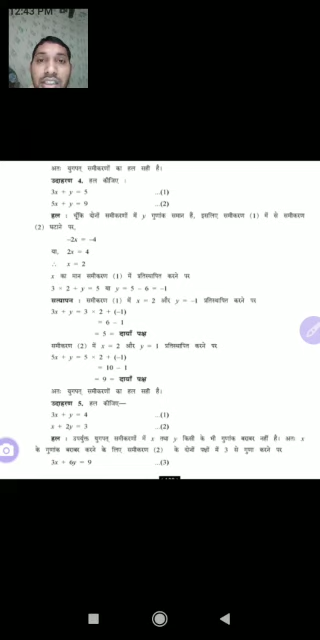 12:43 PM
अतः युगपत् समीकरणों का हल सही है।
उदाहरण 4. हल कीजिए :
3x + y = 5 ...(1)
5x + y = 9 ...(2)
हल : चूँकि दोनों समीकरणों में y गुणांक समान हैं, इसलिए समीकरण (1) में से समीकरण
(2) घटाने पर,
–2x = –4
या, 2x = 4
∴ x = 2
x का मान समीकरण (1) में प्रतिस्थापित करने पर
3 ÷ 2 + y = 5 या y = 5 – 6 = –1
सत्यापन : समीकरण (1) में x = 2 और y = –1 प्रतिस्थापित करने पर
3x + y = 3 ÷ 2 + (–1)
= 6 – 1
= 5 = दायाँ पक्ष
समीकरण (2) में x = 2 और y = 1 प्रतिस्थापित करने पर
5x + y = 5 ÷ 2 + (–1)
= 10 – 1
= 9 = दायाँ पक्ष
अतः युगपत् समीकरणों का हल सही है।
उदाहरण 5. हल कीजिए—
3x + y = 4 ...(1)
x + 2y = 3 ...(2)
हल : उपर्युक्त युगपत् समीकरणों में x तथा y किसी के भी गुणांक बराबर नहीं है। अतः x
के गुणांक बराबर करने के लिए समीकरण (2) के दोनों पक्षों में 3 से गुणा करने पर
3x + 6y = 9 ...(3)